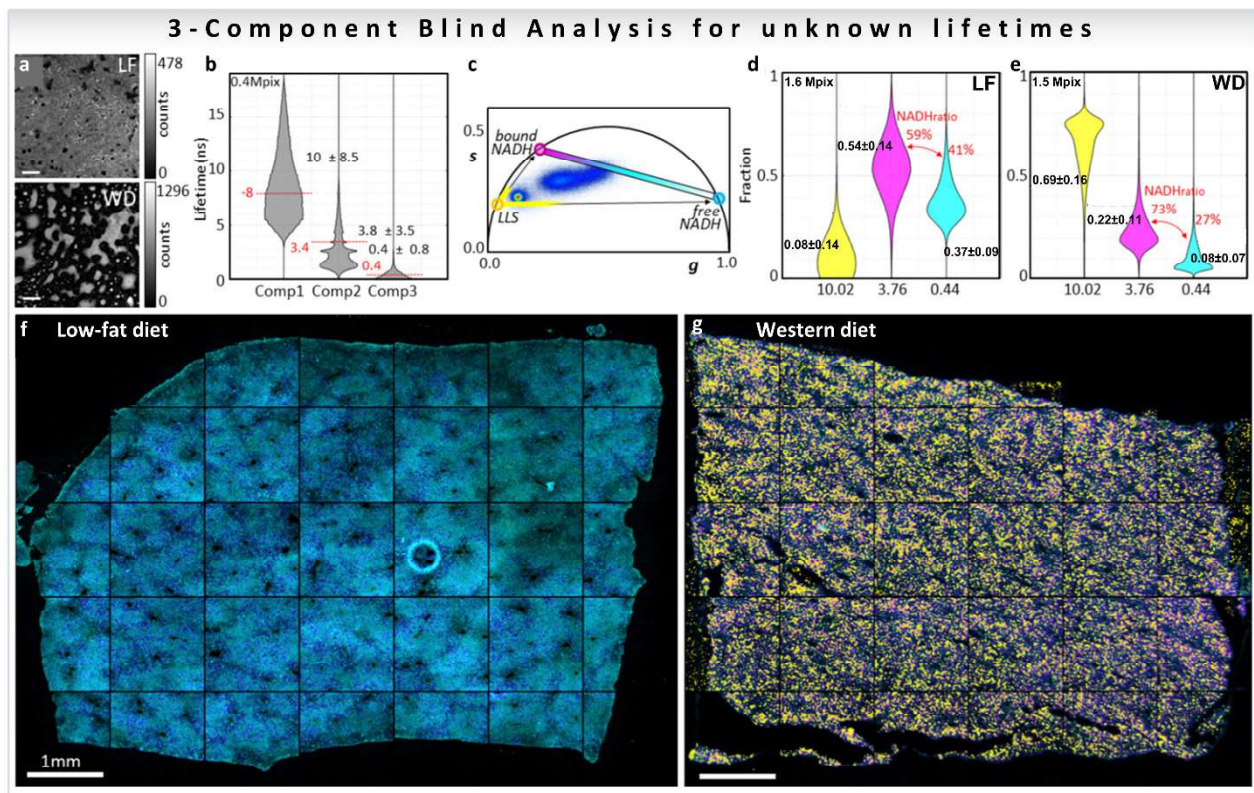 3-Component Blind Analysis for unknown lifetimes
a
LF
478
counts
0
WD
1296
counts
0
b
0.4Mpix
Lifetime(ns)
15
10
5
0
10 ± 8.5
~8
3.8 ± 3.5
3.4
0.4 ± 0.8
0.4
Comp1 Comp2 Comp3
c
0.5
s
0.0
bound
NADH
LLS
free
NADH
0.0
g
1.0
d
1
1.6 Mpix
LF
NADHratio
59%
41%
0.54±0.14
Fraction
0.5
0.08±0.14
0.37±0.09
0
10.02 3.76 0.44
e
1
1.5 Mpix
WD
0.5
0.69±0.16
NADHratio
73%
27%
0.22±0.11
0.08±0.07
0
10.02 3.76 0.44
f Low-fat diet
1mm
g Western diet